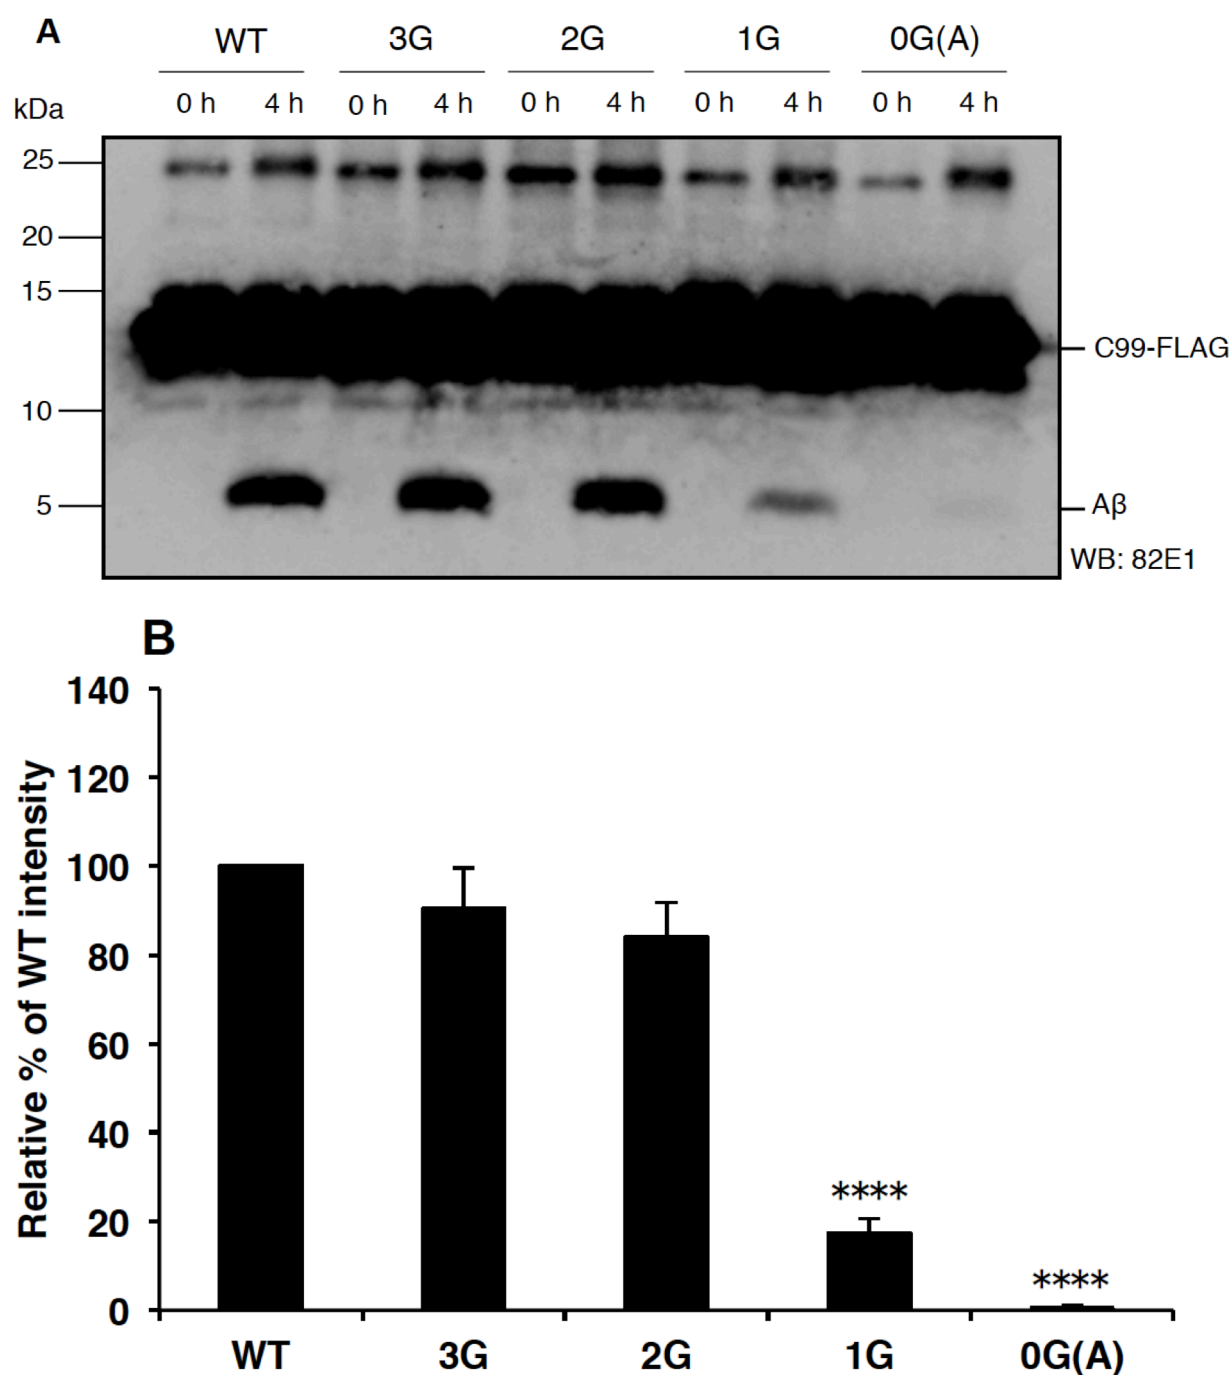 A
WT 3G 2G 1G 0G(A)
kDa 0 h 4 h 0 h 4 h 0 h 4 h 0 h 4 h 0 h 4 h
25
20
15
C99-FLAG
10
5
Aβ
WB: 82E1
B
Relative % of WT intensity
140
120
100
80
60
40
20
0
**** ****
WT 3G 2G 1G 0G(A)